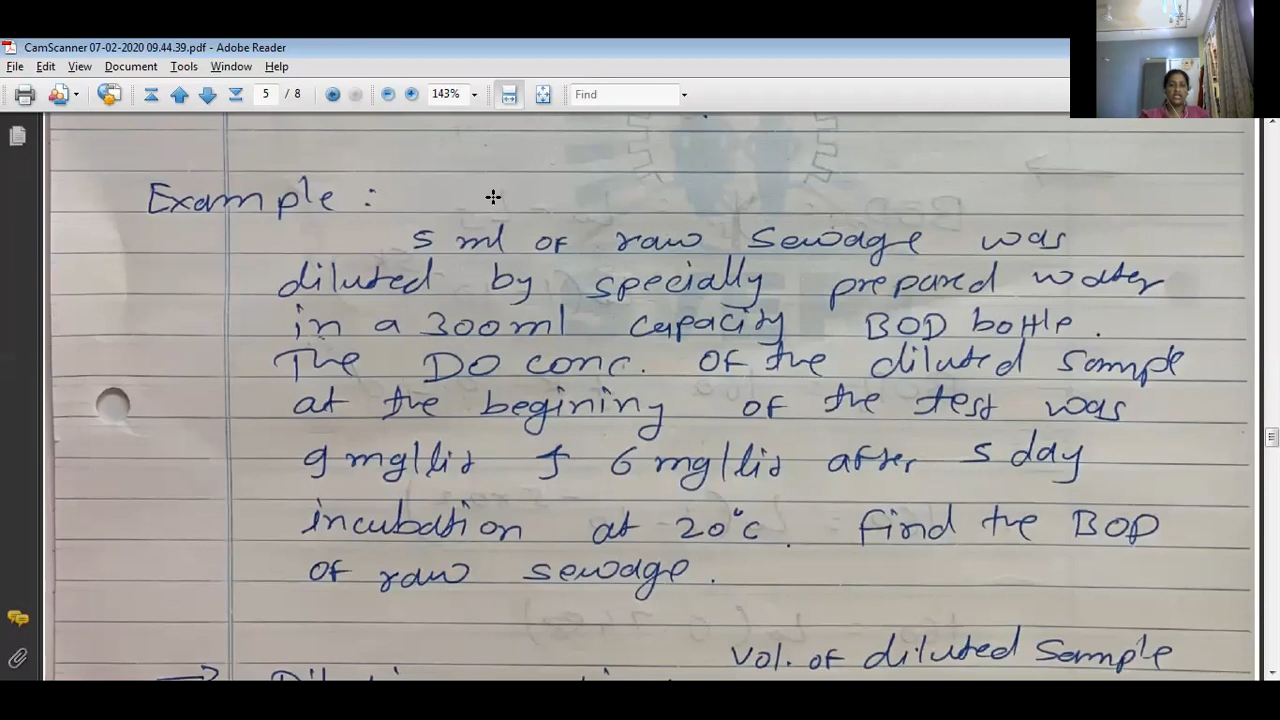 CamScanner 07-02-2020 09.44.39.pdf - Adobe Reader
File Edit View Document Tools Window Help
5 / 8 143% Find
Example :
5 ml of raw sewage was
diluted by specially prepared water
in a 300ml capacity BOD bottle.
The DO conc. of the diluted sample
at the begining of the test was
9 mg/lit & 6 mg/lit after 5 day
incubation at 20°c. Find the BOD
of raw sewage.
Vol. of diluted Sample